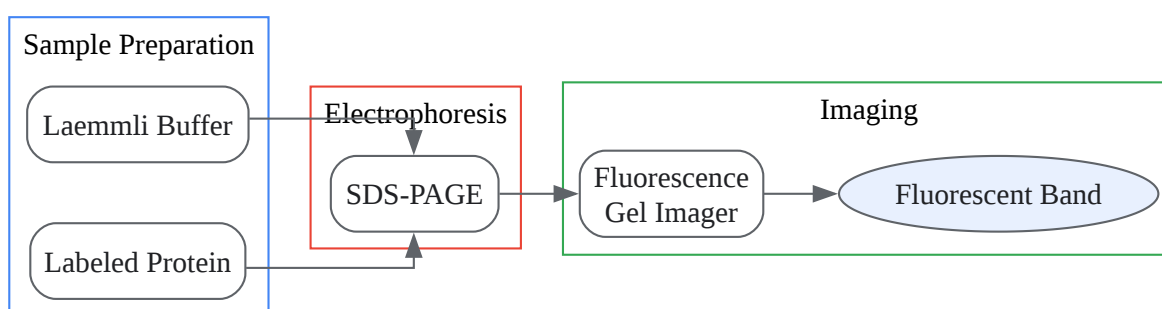 Sample Preparation
Laemmli Buffer
Labeled Protein
Electrophoresis
SDS-PAGE
Imaging
Fluorescence
Gel Imager
Fluorescent Band